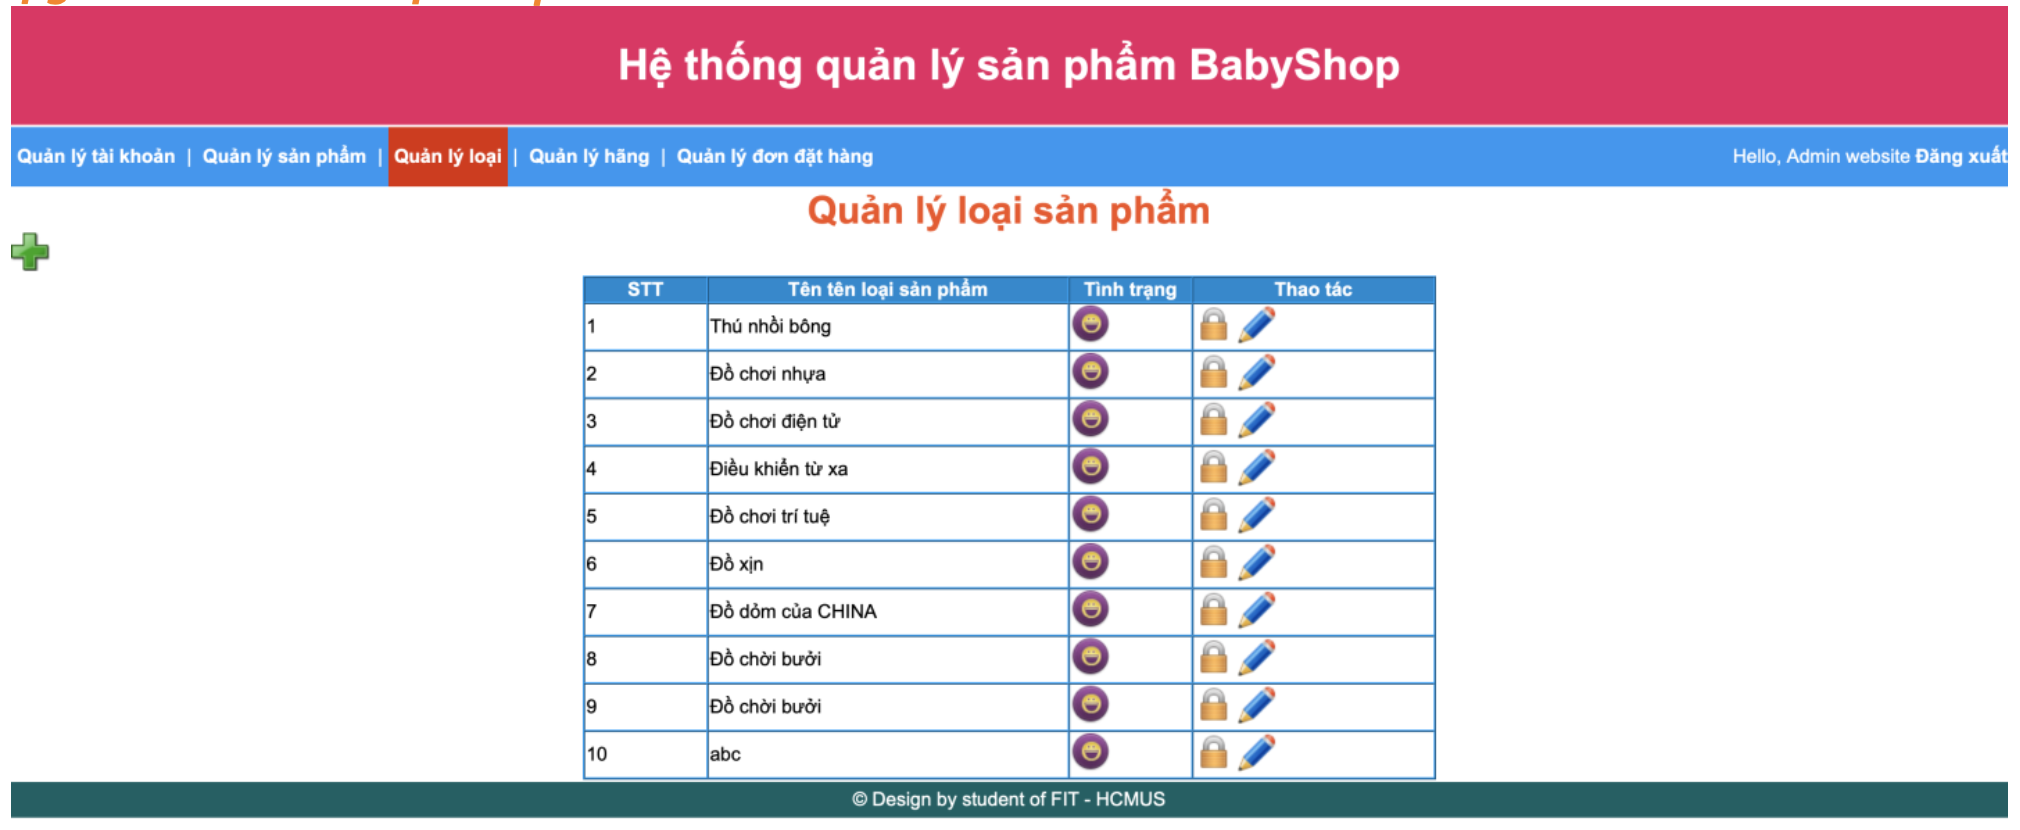 Hệ thống quản lý sản phẩm BabyShop
Quản lý tài khoản | Quản lý sản phẩm | Quản lý loại | Quản lý hãng | Quản lý đơn đặt hàng Hello, Admin website Đăng xuất
Quản lý loại sản phẩm
STT Tên tên loại sản phẩm Tình trạng Thao tác
1 Thú nhồi bông
2 Đồ chơi nhựa
3 Đồ chơi điện tử
4 Điều khiển từ xa
5 Đồ chơi trí tuệ
6 Đồ xịn
7 Đồ dỏm của CHINA
8 Đồ chời bưởi
9 Đồ chời bưởi
10 abc
© Design by student of FIT - HCMUS